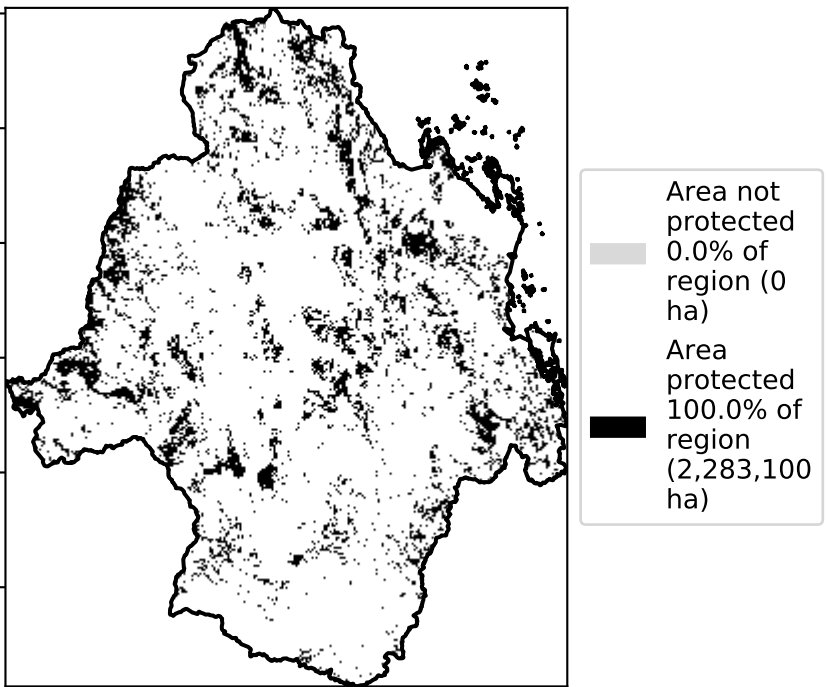 Area not
protected
0.0% of
region (0
ha)
Area
protected
100.0% of
region
(2,283,100
ha)